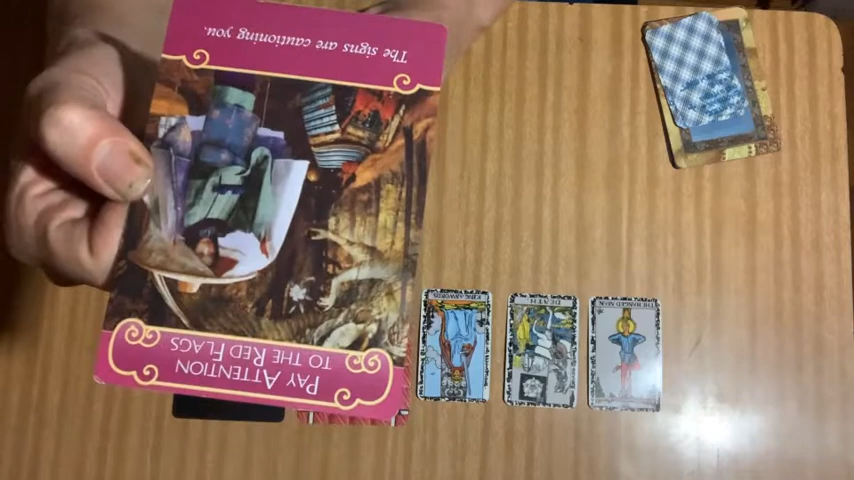 PAY ATTENTION
TO THE RED FLAGS
The signs are cautioning you.
DEATH
THE HANGED MAN